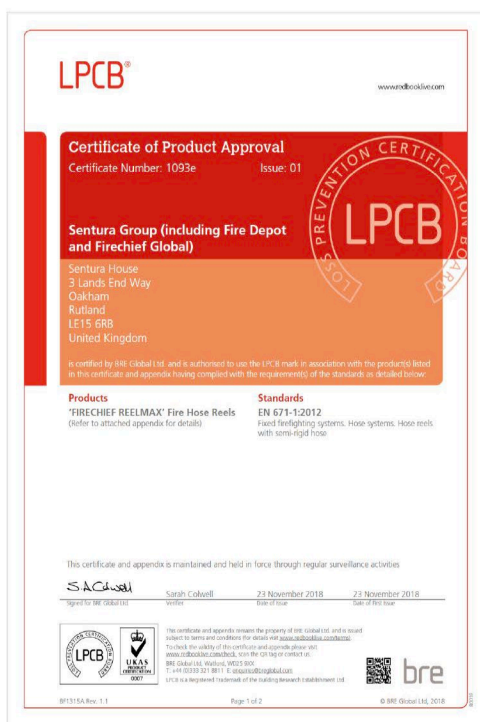 LPCB®
www.redbooklive.com
Certificate of Product Approval
Certificate Number: 1093e Issue: 01
LOSS PREVENTION CERTIFICATION BOARD
LPCB
Sentura Group (including Fire Depot
and Firechief Global)
Sentura House
3 Lands End Way
Oakham
Rutland
LE15 6RB
United Kingdom
is certified by BRE Global Ltd. and is authorised to use the LPCB mark in association with the product(s) listed
in this certificate and appendix having complied with the requirement(s) of the standards as detailed below:
Products Standards
'FIRECHIEF REELMAX' Fire Hose Reels EN 671-1:2012
(Refer to attached appendix for details) Fixed firefighting systems. Hose systems. Hose reels
with semi-rigid hose
This certificate and appendix is maintained and held in force through regular surveillance activities
S.A.Colwell
Sarah Colwell 23 November 2018 23 November 2018
Signed for BRE Global Ltd Verifier Date of Issue Date of First Issue
LPCB
UKAS
PRODUCT
CERTIFICATION
0007
This certificate and appendix remains the property of BRE Global Ltd. and is issued
subject to terms and conditions (for details visit www.redbooklive.com/terms).
To check the validity of this certificate and appendix please visit
www.redbooklive.com/check, scan the QR tag or contact us.
BRE Global Ltd., Watford, WD25 9XX
T: +44 (0)333 321 8811 E: enquiries@breglobal.com
LPCB is a Registered Trademark of the Building Research Establishment Ltd.
bre
BF1315A Rev. 1.1 Page 1 of 2 © BRE Global Ltd, 2018